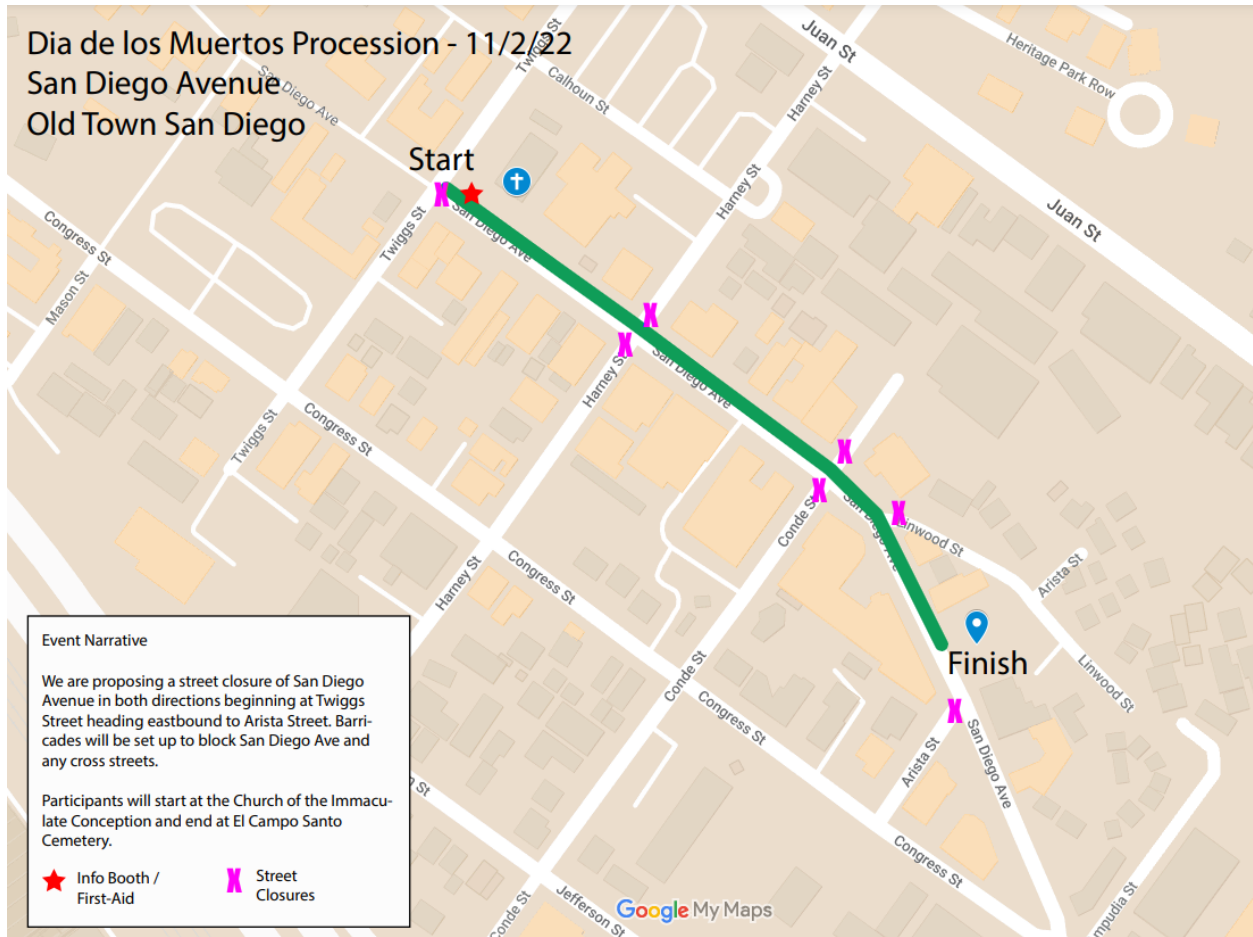 Dia de los Muertos Procession - 11/2/22
San Diego Avenue
Old Town San Diego
Juan St
Heritage Park Row
Twiggs St
San Diego Ave
Calhoun St
Harney St
Start
Juan St
Harney St
Congress St
Twiggs St
San Diego Ave
Mason St
San Diego Ave
Harney St
Twiggs St
Congress St
Conde St
San Diego Ave
Linwood St
Harney St
Congress St
Arista St
Finish
Linwood St
Conde St
Congress St
Arista St
San Diego Ave
Congress St
Conde St
Jefferson St
mpudia St
n St
Event Narrative
We are proposing a street closure of San Diego
Avenue in both directions beginning at Twiggs
Street heading eastbound to Arista Street. Barri-
cades will be set up to block San Diego Ave and
any cross streets.
Participants will start at the Church of the Immacu-
late Conception and end at El Campo Santo
Cemetery.
Info Booth /
First-Aid
Street
Closures
Google My Maps